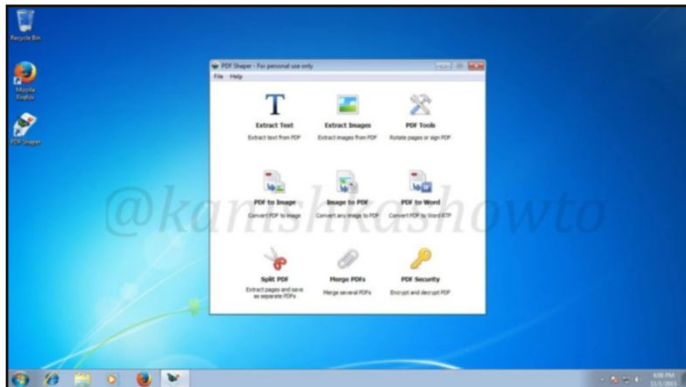 Recycle Bin
Mozilla
Firefox
PDF Shaper
PDF Shaper - For personal use only
File Help
Extract Text
Extract text from PDF
Extract Images
Extract images from PDF
PDF Tools
Rotate pages or sign PDF
PDF to Image
Convert PDF to image
Image to PDF
Convert any image to PDF
PDF to Word
Convert PDF to Word RTF
@kanishkashowto
Split PDF
Extract pages and save
as separate PDFs
Merge PDFs
Merge several PDFs
PDF Security
Encrypt and decrypt PDF
4:08 PM